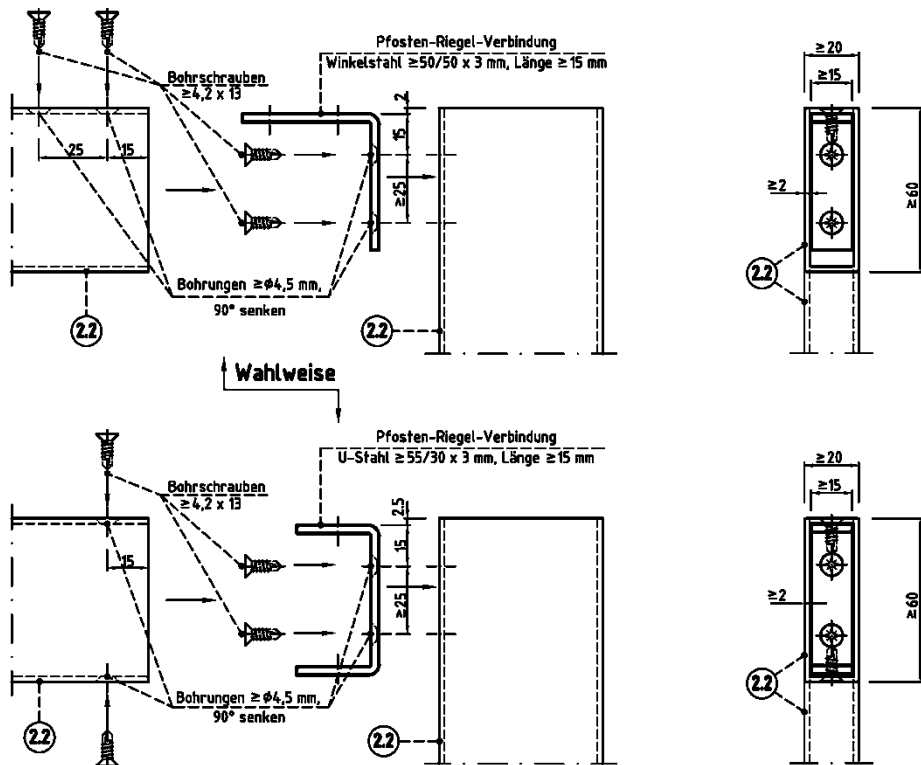 Pfosten-Riegel-Verbindung
Winkelstahl ≥50/50 x 3 mm, Länge ≥15 mm
Bohrschrauben
≥4,2 x 13
25
15
2
15
≥25
≥20
≥15
≥2
≥60
2.2
Bohrungen ≥⌀4,5 mm,
90° senken
2.2
2.2
Wahlweise
Pfosten-Riegel-Verbindung
U-Stahl ≥55/30 x 3 mm, Länge ≥15 mm
Bohrschrauben
≥4,2 x 13
15
2.5
15
≥25
≥20
≥15
≥2
≥60
2.2
Bohrungen ≥⌀4,5 mm,
90° senken
2.2
2.2